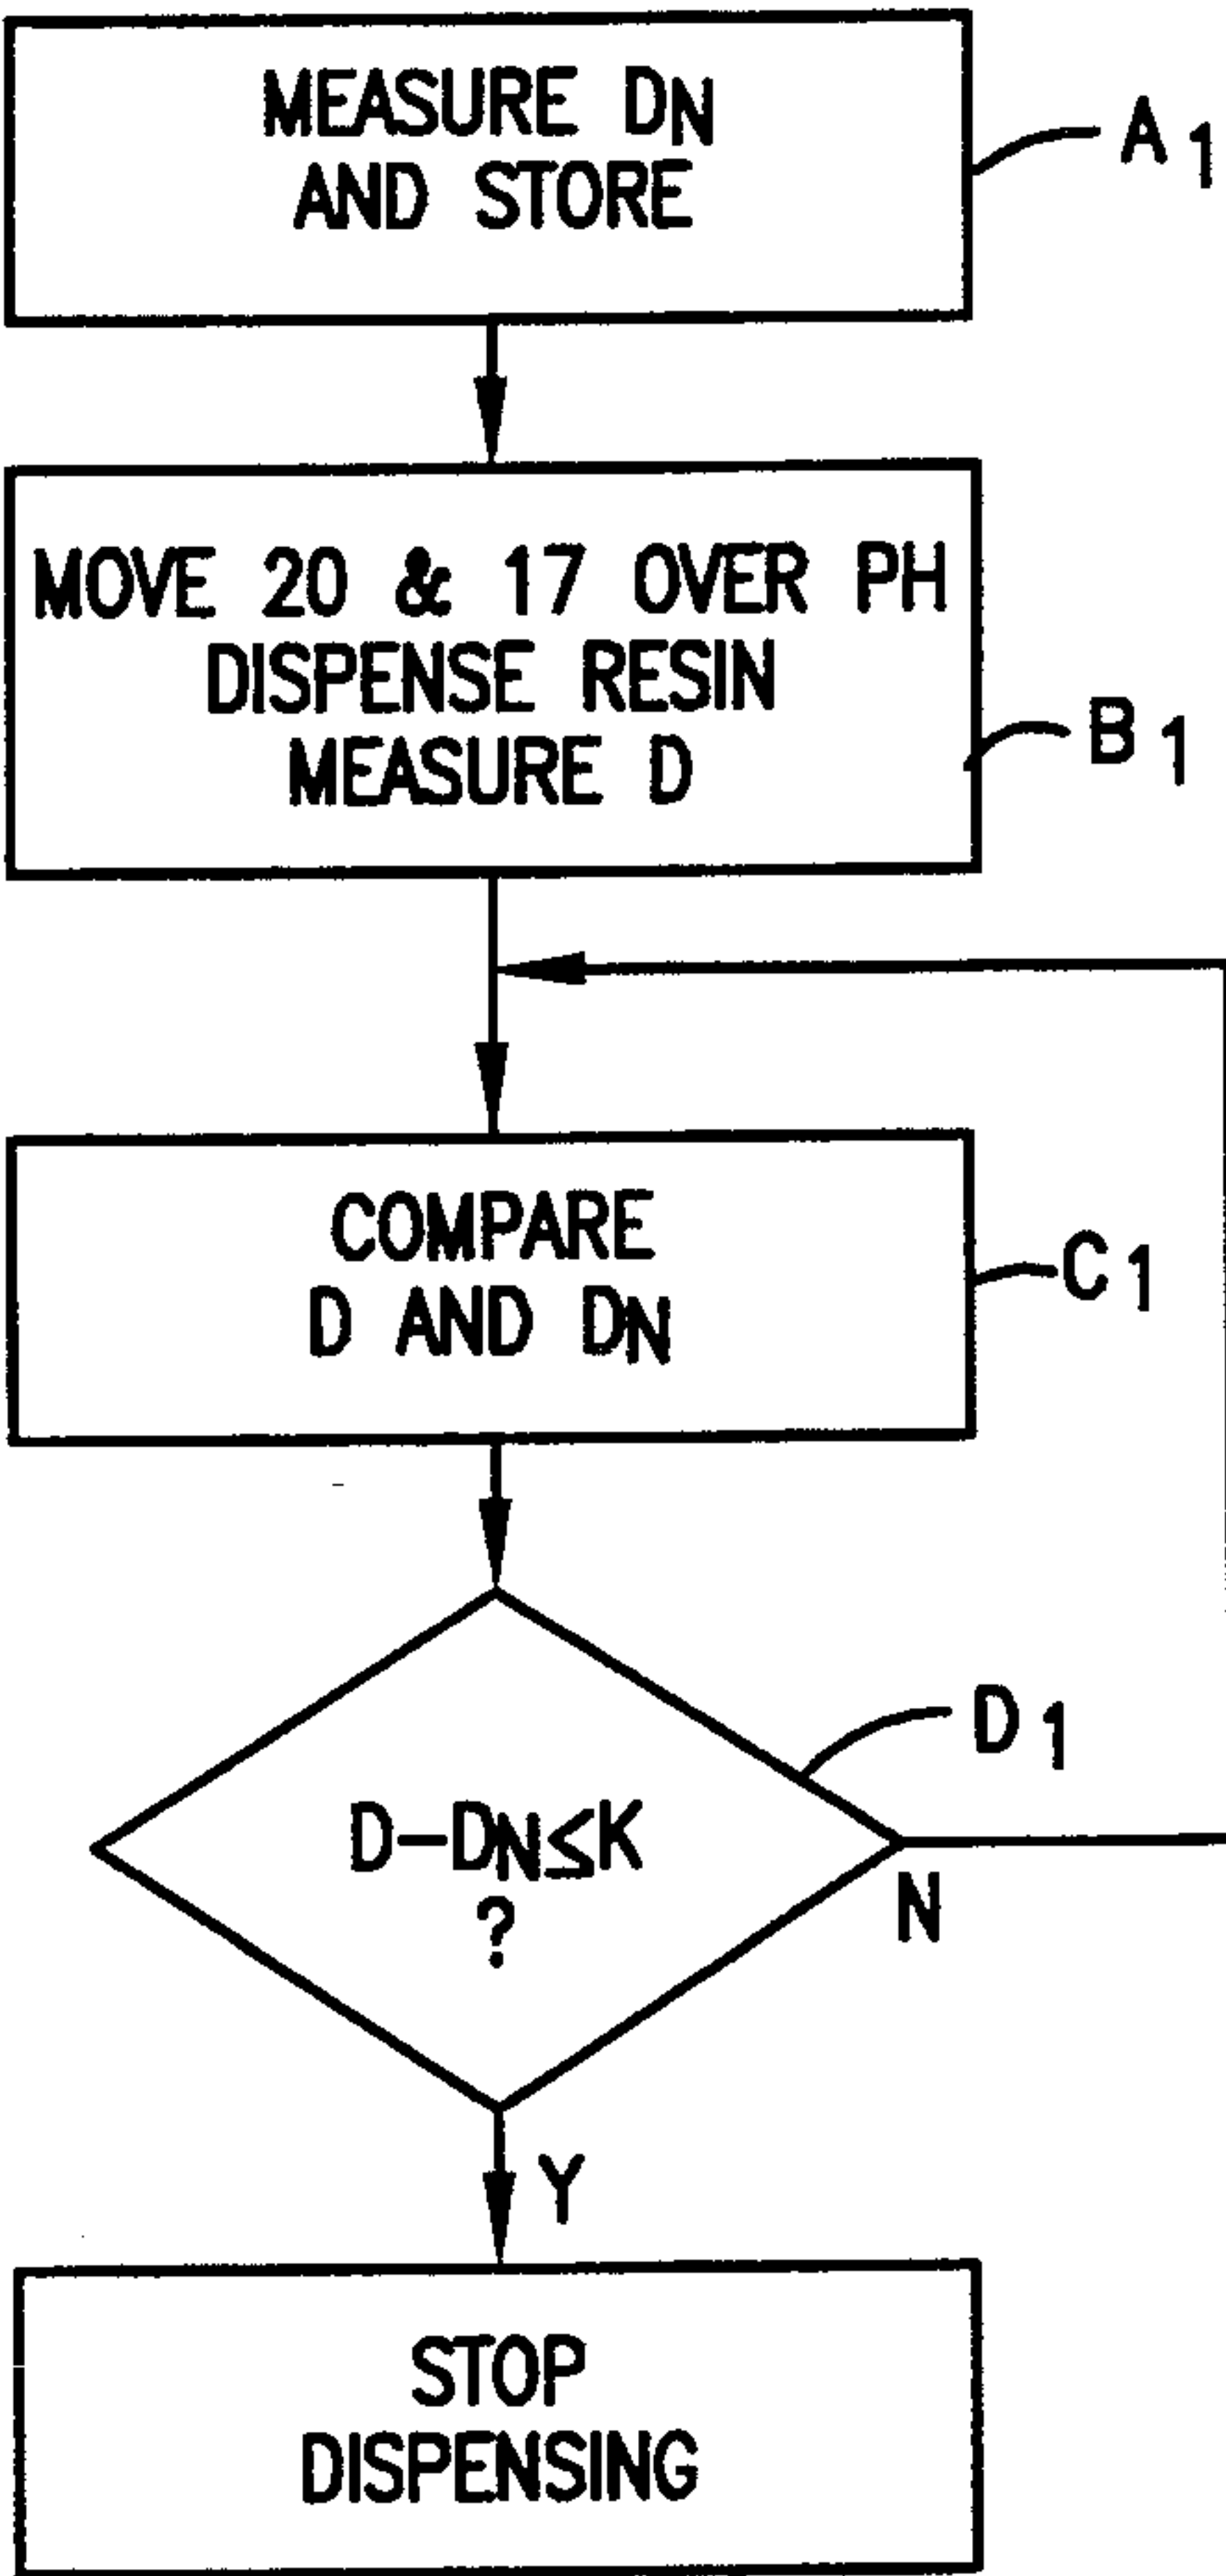 MEASURE DN
AND STORE
A1
MOVE 20 & 17 OVER PH
DISPENSE RESIN
MEASURE D
B1
COMPARE
D AND DN
C1
D1
D-DN≤K
?
N
Y
STOP
DISPENSING